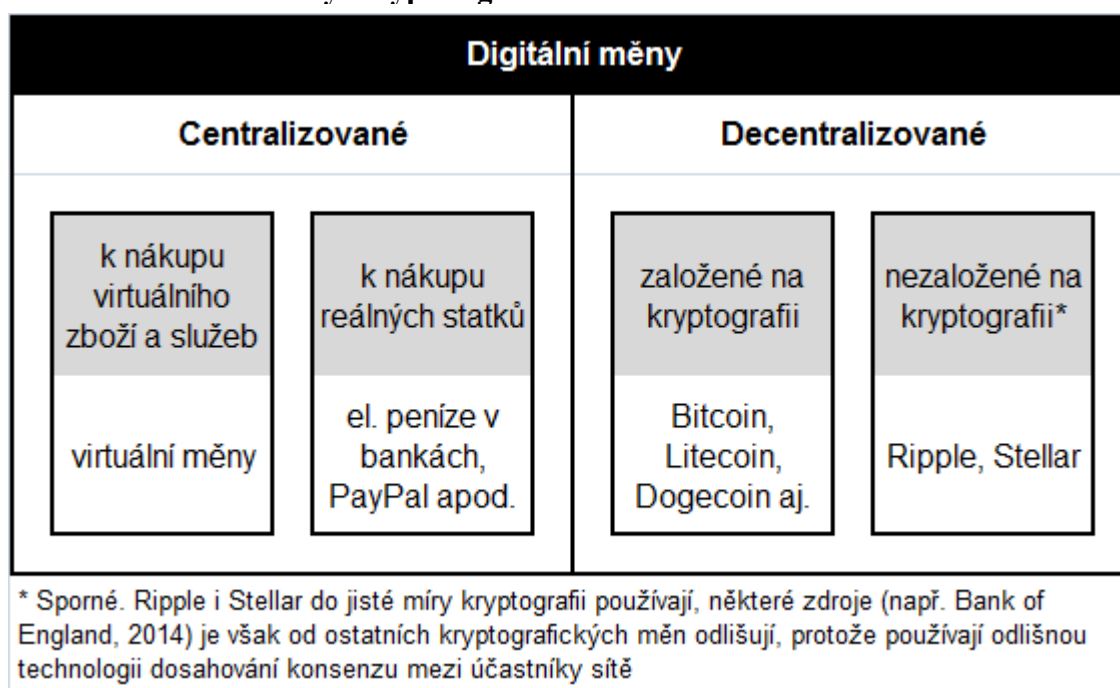 Digitální měny
Centralizované
Decentralizované
k nákupu
virtuálního
zboží a služeb
virtuální měny
k nákupu
reálných statků
el. peníze v
bankách,
PayPal apod.
založené na
kryptografii
Bitcoin,
Litecoin,
Dogecoin aj.
nezaložené na
kryptografii*
Ripple, Stellar
* Sporné. Ripple i Stellar do jisté míry kryptografii používají, některé zdroje (např. Bank of
England, 2014) je však od ostatních kryptografických měn odlišují, protože používají odlišnou
technologii dosahování konsenzu mezi účastníky sítě